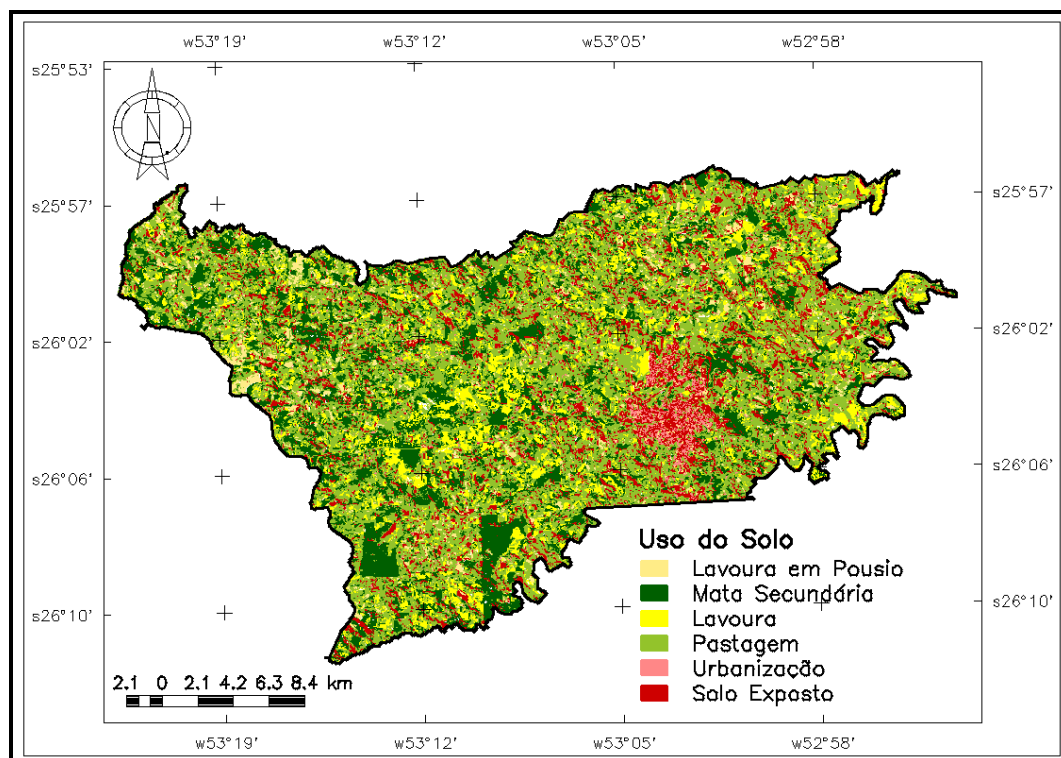 w53°19' w53°12' w53°05' w52°58'
s25°53'
s25°57' s25°57'
s26°02' s26°02'
s26°06' s26°06'
s26°10' s26°10'
N
Uso do Solo
Lavoura em Pousio
Mata Secundária
Lavoura
Pastagem
Urbanização
Solo Exposto
2.1 0 2.1 4.2 6.3 8.4 km
w53°19' w53°12' w53°05' w52°58'